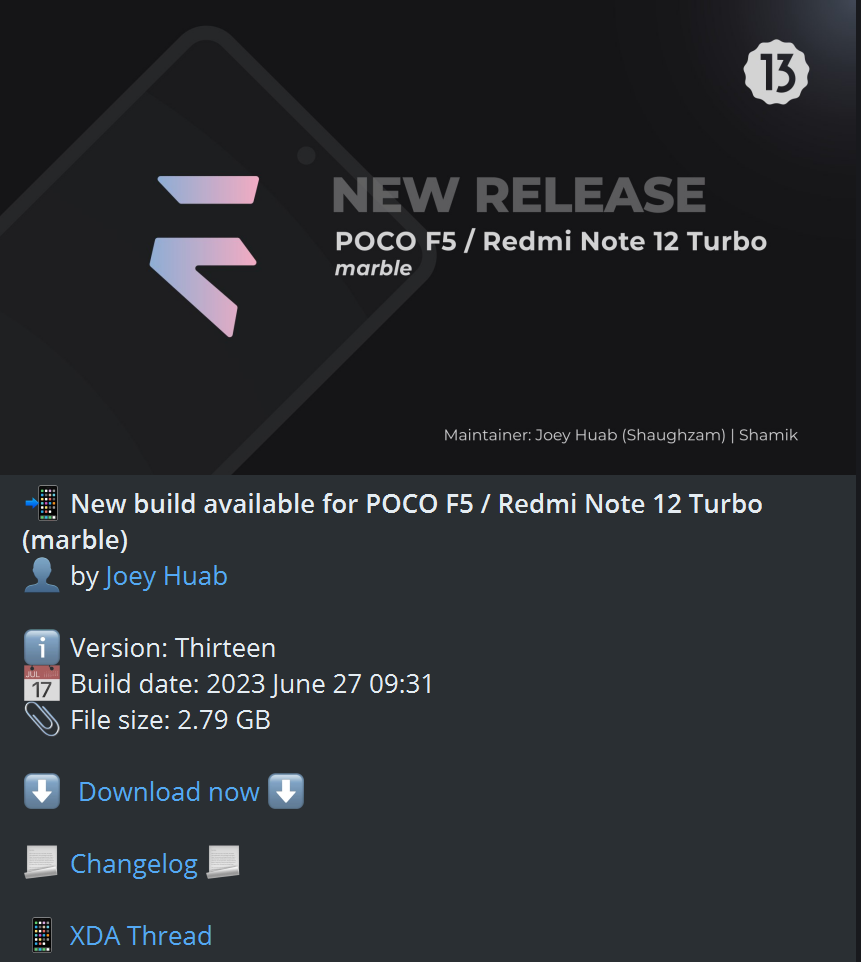 13
NEW RELEASE
POCO F5 / Redmi Note 12 Turbo
marble
Maintainer: Joey Huab (Shaughzam) | Shamik
New build available for POCO F5 / Redmi Note 12 Turbo
(marble)
by Joey Huab
Version: Thirteen
JUL
17
Build date: 2023 June 27 09:31
File size: 2.79 GB
Download now
Changelog
XDA Thread